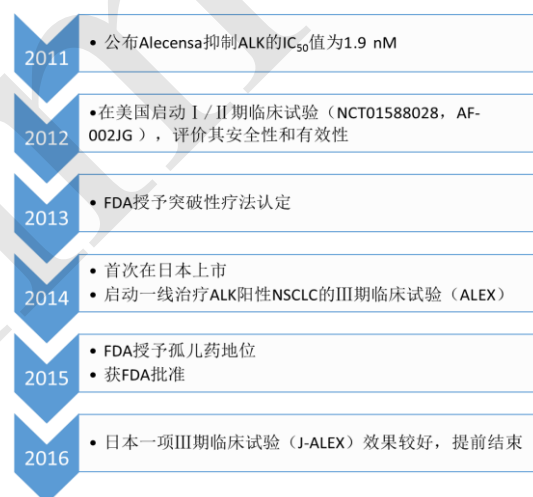 2011
• 公布Alecensa抑制ALK的IC50值为1.9 nM
2012
•在美国启动Ⅰ/Ⅱ期临床试验（NCT01588028，AF-
002JG ），评价其安全性和有效性
2013
• FDA授予突破性疗法认定
2014
• 首次在日本上市
• 启动一线治疗ALK阳性NSCLC的III期临床试验（ALEX）
2015
• FDA授予孤儿药地位
• 获FDA批准
2016
• 日本一项III期临床试验（J-ALEX）效果较好，提前结束